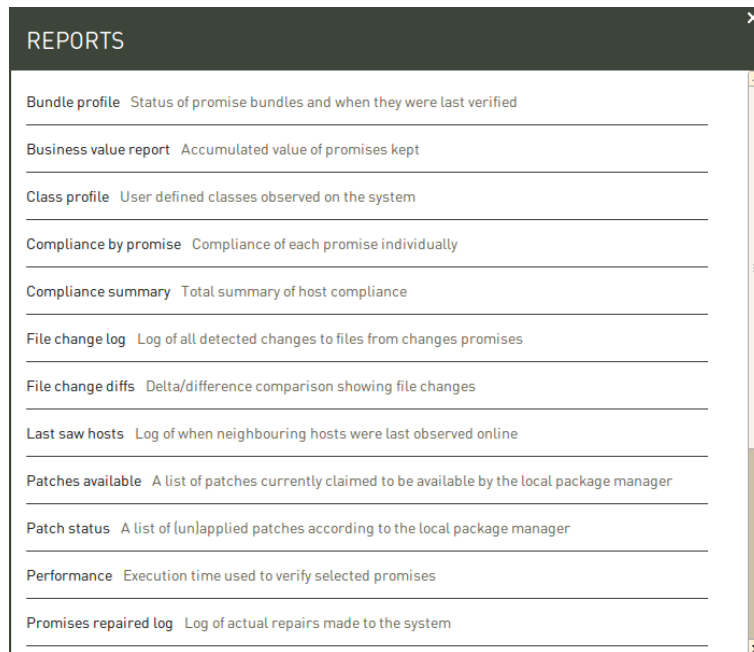 REPORTS
Bundle profile Status of promise bundles and when they were last verified
Business value report Accumulated value of promises kept
Class profile User defined classes observed on the system
Compliance by promise Compliance of each promise individually
Compliance summary Total summary of host compliance
File change log Log of all detected changes to files from changes promises
File change diffs Delta/difference comparison showing file changes
Last saw hosts Log of when neighbouring hosts were last observed online
Patches available A list of patches currently claimed to be available by the local package manager
Patch status A list of (un)applied patches according to the local package manager
Performance Execution time used to verify selected promises
Promises repaired log Log of actual repairs made to the system